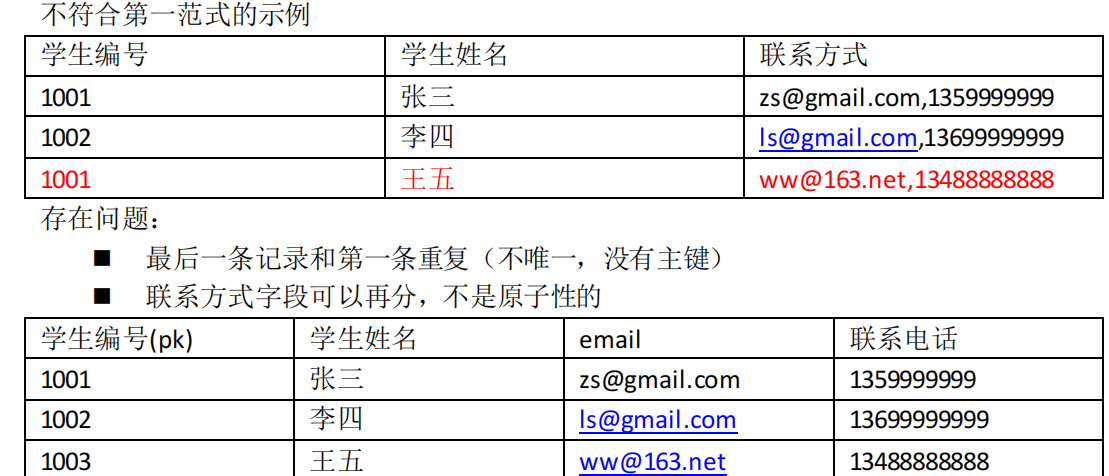 不符合第一范式的示例
学生编号 学生姓名 联系方式
1001 张三 zs@gmail.com,1359999999
1002 李四 ls@gmail.com,13699999999
1001 王五 ww@163.net,13488888888
存在问题：
■ 最后一条记录和第一条重复（不唯一，没有主键）
■ 联系方式字段可以再分，不是原子性的
学生编号(pk) 学生姓名 email 联系电话
1001 张三 zs@gmail.com 1359999999
1002 李四 ls@gmail.com 13699999999
1003 王五 ww@163.net 13488888888